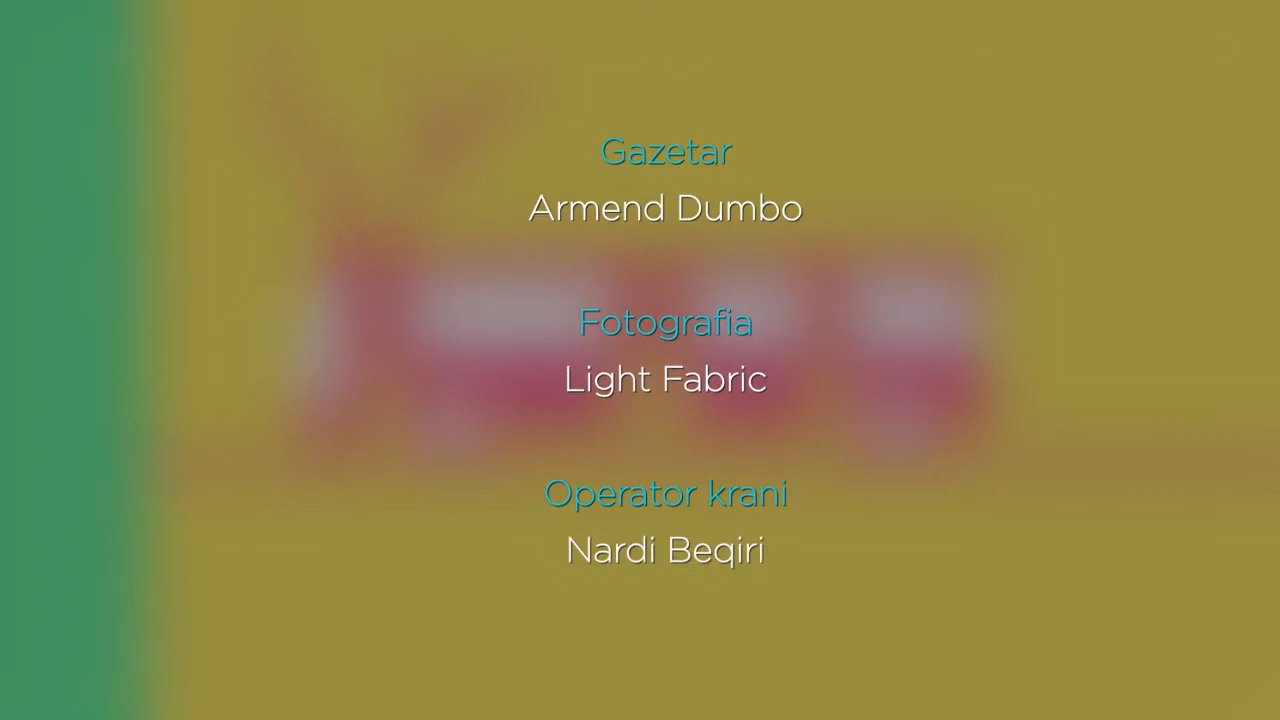 Gazetar
Armend Dumbo
Fotografia
Light Fabric
Operator krani
Nardi Beqiri